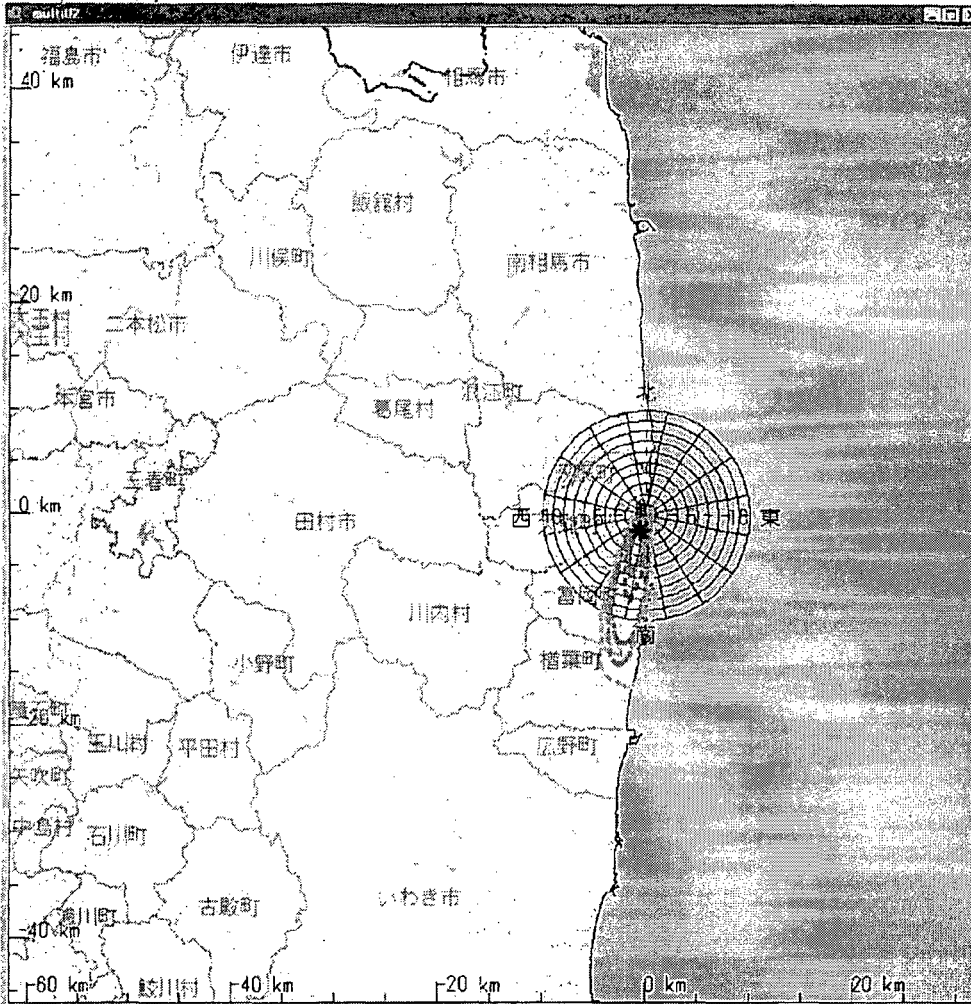 福島市
伊達市
相馬市
40 km
飯舘村
川俣町
南相馬市
20 km
大玉村
二本松市
本宮市
浪江町
葛尾村
北
三春町
双葉町
0 km
田村市
西
東
川内村
富岡町
南
小野町
楢葉町
-20 km
玉川村
平田村
広野町
矢吹町
中島村
石川町
古殿町
いわき市
-40 km
鮫川村
-60 km
-40 km
-20 km
0 km
20 km